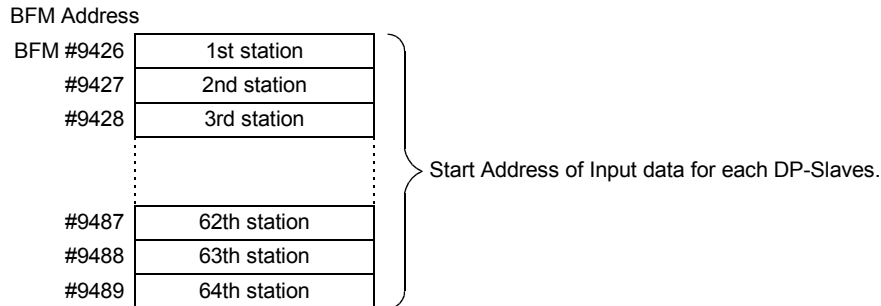 BFM Address
BFM #9426 1st station
#9427 2nd station
#9428 3rd station
Start Address of Input data for each DP-Slaves.
#9487 62th station
#9488 63th station
#9489 64th station